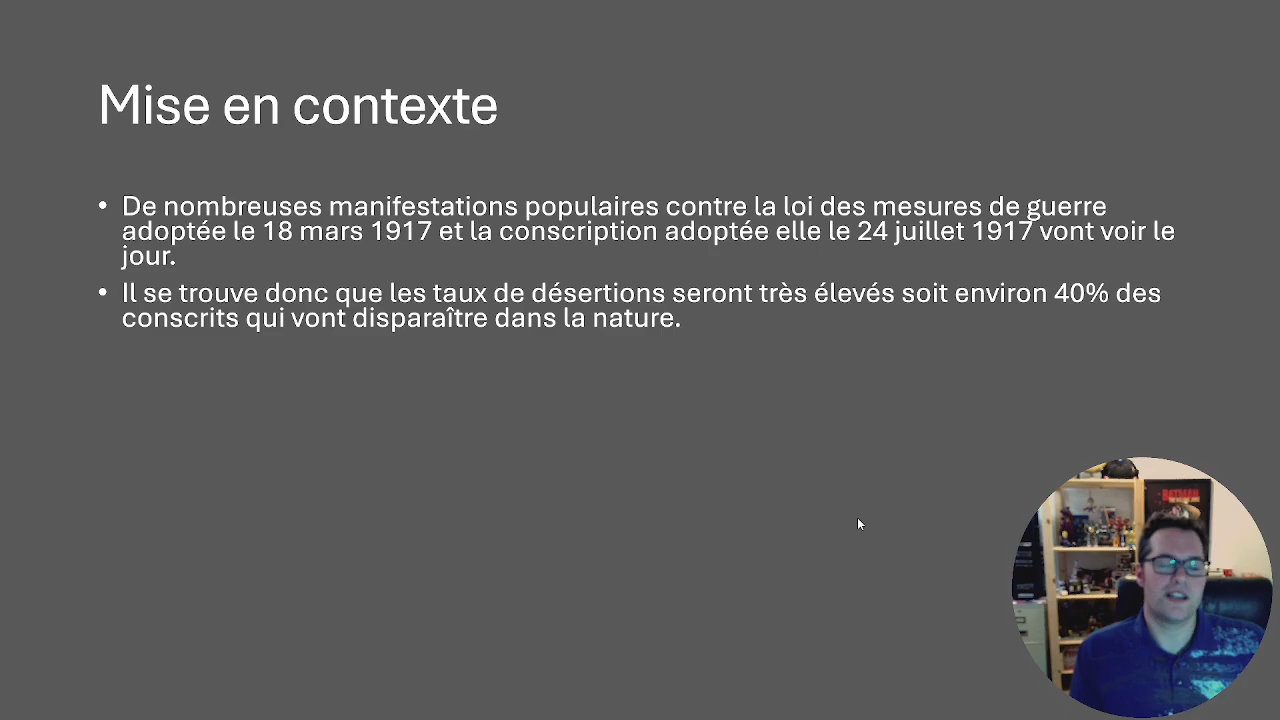 Mise en contexte
• De nombreuses manifestations populaires contre la loi des mesures de guerre
adoptée le 18 mars 1917 et la conscription adoptée elle le 24 juillet 1917 vont voir le
jour.
• Il se trouve donc que les taux de désertions seront très élevés soit environ 40% des
conscrits qui vont disparaître dans la nature.
BATMAN